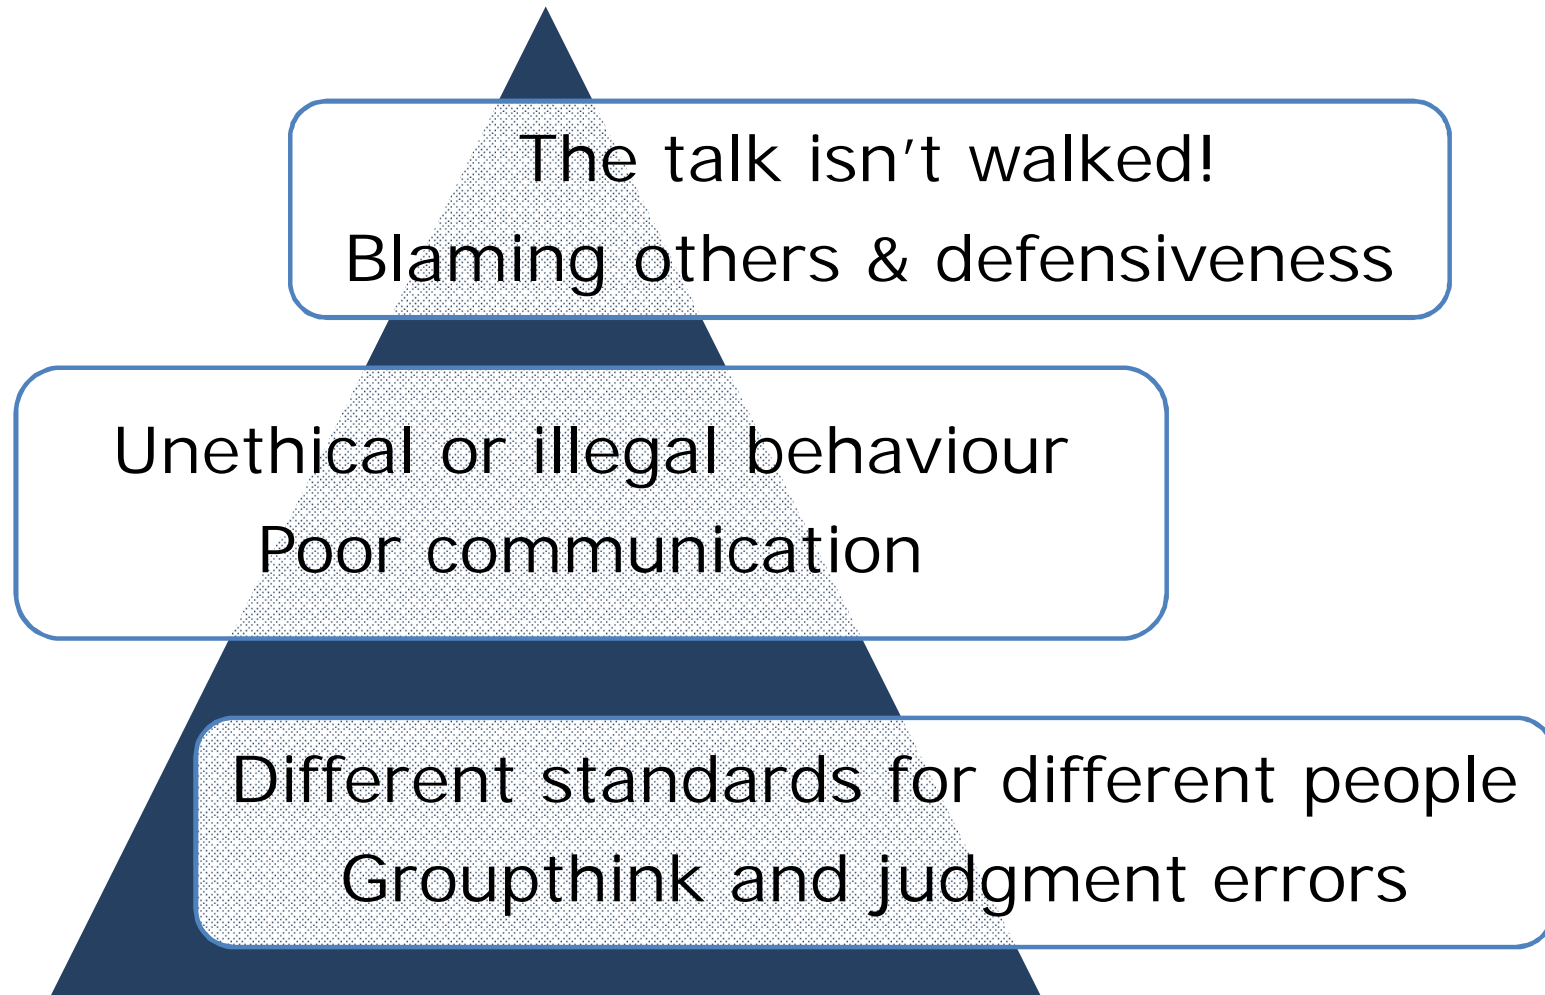 The talk isn’t walked!
Blaming others & defensiveness
Unethical or illegal behaviour
Poor communication
Different standards for different people
Groupthink and judgment errors